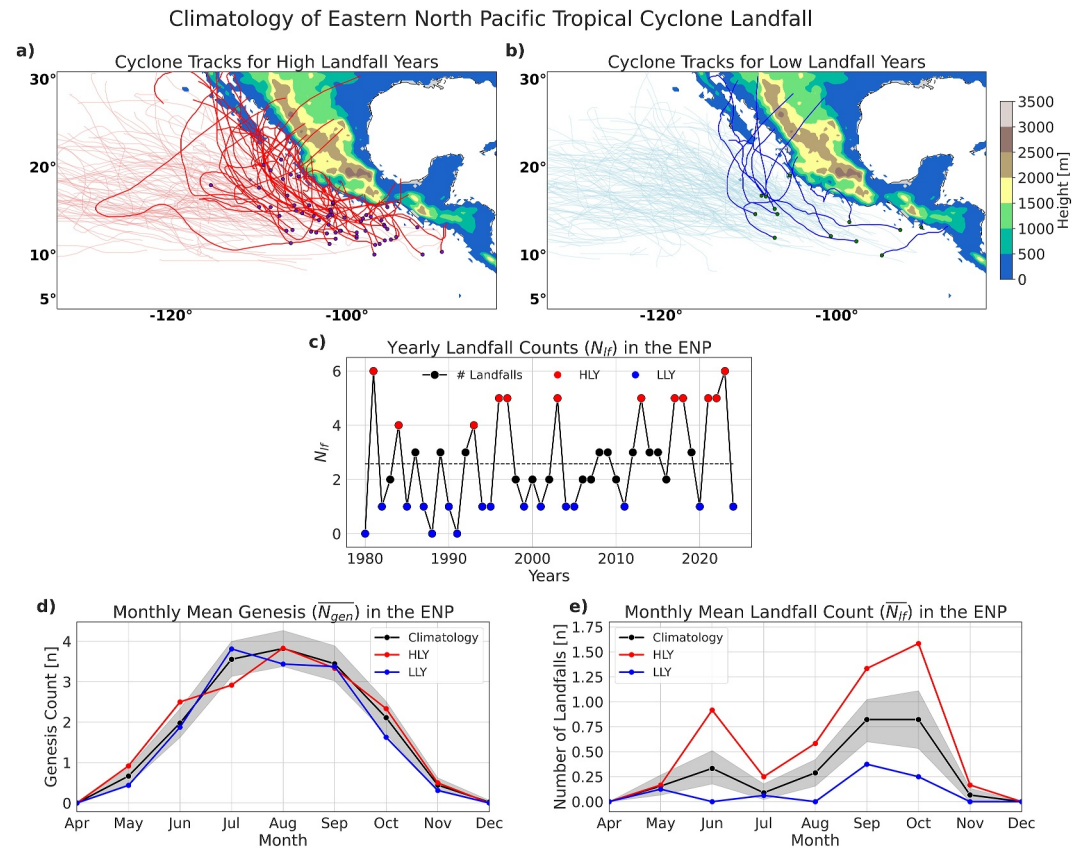 Climatology of Eastern North Pacific Tropical Cyclone Landfall
a)
Cyclone Tracks for High Landfall Years
30°
20°
10°
5°
-120°
-100°
b)
Cyclone Tracks for Low Landfall Years
30°
20°
10°
5°
-120°
-100°
3500
3000
2500
2000
1500
1000
500
0
Height [m]
c)
Yearly Landfall Counts (N_lf) in the ENP
# Landfalls
HLY
LLY
6
4
2
0
N_lf
1980
1990
2000
2010
2020
Years
d)
Monthly Mean Genesis (N_gen) in the ENP
Climatology
HLY
LLY
4
3
2
1
0
Genesis Count [n]
Apr
May
Jun
Jul
Aug
Sep
Oct
Nov
Dec
Month
e)
Monthly Mean Landfall Count (N_lf) in the ENP
Climatology
HLY
LLY
1.75
1.50
1.25
1.00
0.75
0.50
0.25
0.00
Number of Landfalls [n]
Apr
May
Jun
Jul
Aug
Sep
Oct
Nov
Dec
Month